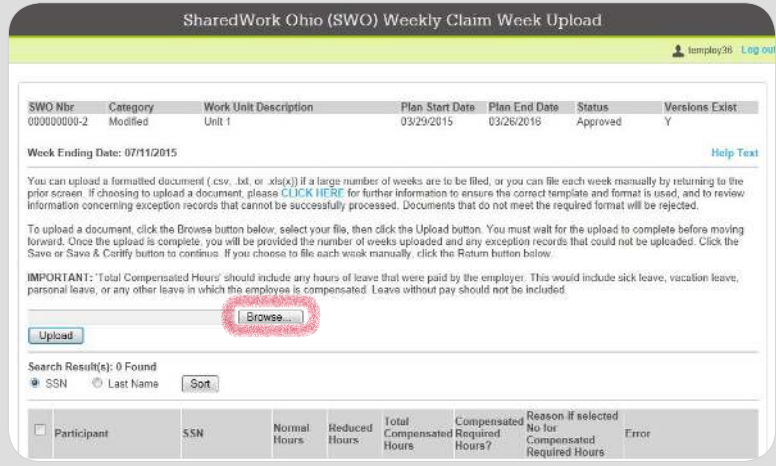 SharedWork Ohio (SWO) Weekly Claim Week Upload
temploy36 Log out
SWO Nbr Category Work Unit Description Plan Start Date Plan End Date Status Versions Exist
000000000-2 Modified Unit 1 03/29/2015 03/26/2016 Approved Y
Week Ending Date: 07/11/2015 Help Text
You can upload a formatted document (.csv, .txt, or .xls(x)) if a large number of weeks are to be filed, or you can file each week manually by returning to the
prior screen. If choosing to upload a document, please CLICK HERE for further information to ensure the correct template and format is used, and to review
information concerning exception records that cannot be successfully processed. Documents that do not meet the required format will be rejected.
To upload a document, click the Browse button below, select your file, then click the Upload button. You must wait for the upload to complete before moving
forward. Once the upload is complete, you will be provided the number of weeks uploaded and any exception records that could not be uploaded. Click the
Save or Save & Ceritfy button to continue. If you choose to file each week manually, click the Return button below.
IMPORTANT: 'Total Compensated Hours' should include any hours of leave that were paid by the employer. This would include sick leave, vacation leave,
personal leave, or any other leave in which the employee is compensated. Leave without pay should not be included.
Browse...
Upload
Search Result(s): 0 Found
SSN Last Name Sort
Participant SSN Normal Hours Reduced Hours Total Compensated Hours Compensated Required Hours? Reason if selected No for Compensated Required Hours Error